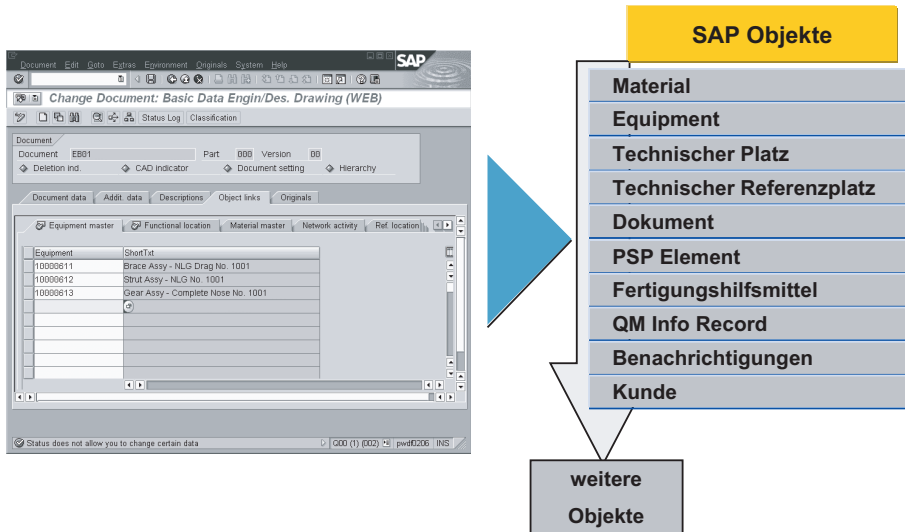 SAP
Document Edit Goto Extras Environment Originals System Help
Change Document: Basic Data Engin/Des. Drawing (WEB)
Status Log Classification
Document
Document EB01 Part 000 Version 00
Deletion ind. CAD indicator Document setting Hierarchy
Document data Addit. data Descriptions Object links Originals
Equipment master Functional location Material master Network activity Ref. location
Equipment ShortTxt
10000611 Brace Assy - NLG Drag No. 1001
10000612 Strut Assy - NLG No. 1001
10000613 Gear Assy - Complete Nose No. 1001
Status does not allow you to change certain data Q00 (1) (002) pwdf0206 INS
SAP Objekte
Material
Equipment
Technischer Platz
Technischer Referenzplatz
Dokument
PSP Element
Fertigungshilfsmittel
QM Info Record
Benachrichtigungen
Kunde
weitere
Objekte